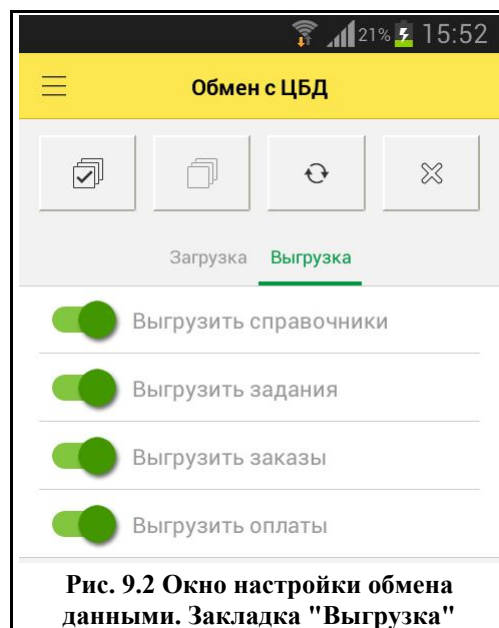 21% 15:52
Обмен с ЦБД
Загрузка Выгрузка
Выгрузить справочники
Выгрузить задания
Выгрузить заказы
Выгрузить оплаты
Рис. 9.2 Окно настройки обмена
данными. Закладка "Выгрузка"